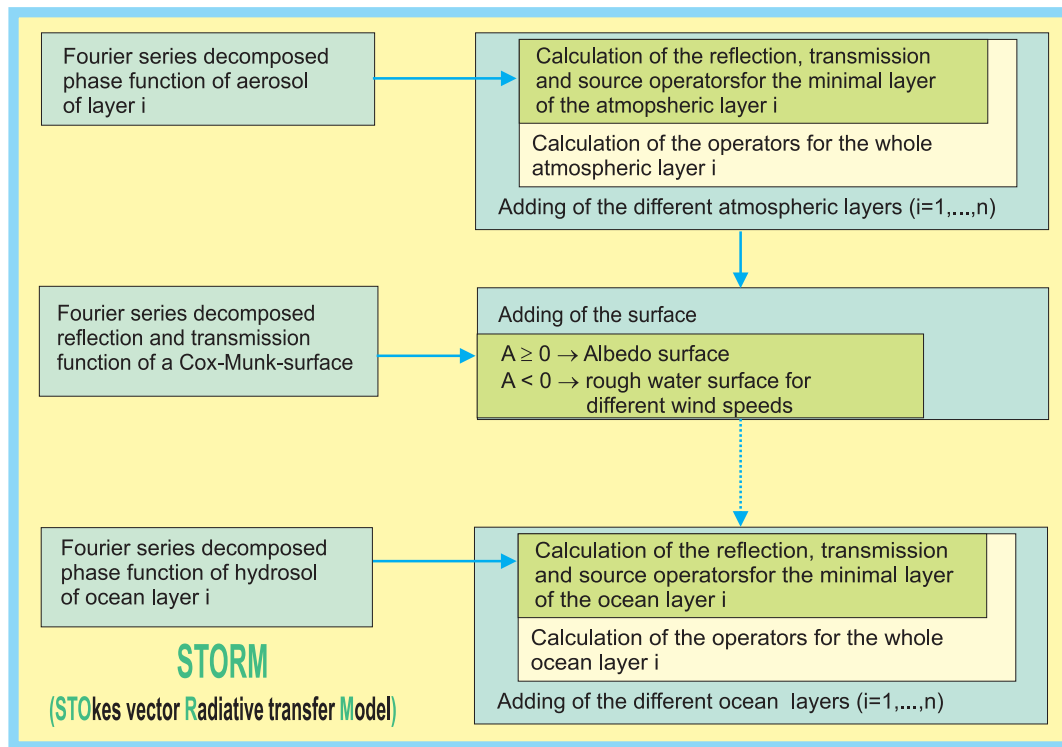 Fourier series decomposed
phase function of aerosol
of layer i
Calculation of the reflection, transmission
and source operatorsfor the minimal layer
of the atmopsheric layer i
Calculation of the operators for the whole
atmospheric layer i
Adding of the different atmospheric layers (i=1,...,n)
Fourier series decomposed
reflection and transmission
function of a Cox-Munk-surface
Adding of the surface
A ≥ 0 → Albedo surface
A < 0 → rough water surface for
different wind speeds
Fourier series decomposed
phase function of hydrosol
of ocean layer i
Calculation of the reflection, transmission
and source operatorsfor the minimal layer
of the ocean layer i
Calculation of the operators for the whole
ocean layer i
Adding of the different ocean layers (i=1,...,n)
STORM
(STOkes vector Radiative transfer Model)